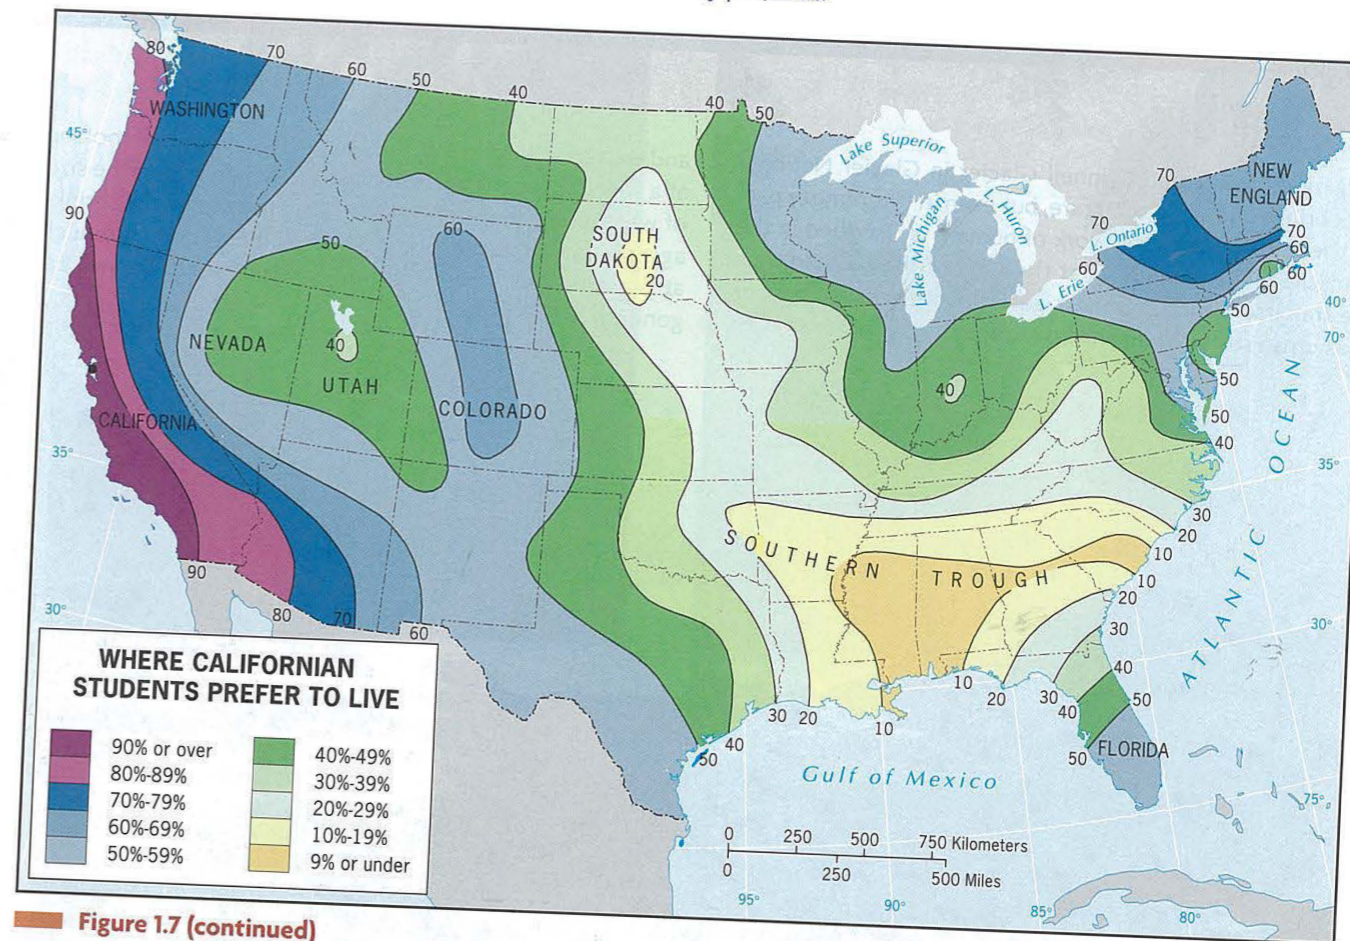 80
70
60
50
40
40
50
WASHINGTON
45°
Lake Superior
NEW
ENGLAND
70
90
50
60
SOUTH
DAKOTA
20
Lake Michigan
L. Huron
70
L. Ontario
60
L. Erie
70
60
60
60
50
40°
70°
NEVADA
40
UTAH
COLORADO
40
50
50
40
CALIFORNIA
35°
35°
30
20
10
10
20
30
40
50
SOUTHERN TROUGH
ATLANTIC OCEAN
90
80
70
60
30°
30°
10
20
30
40
50
FLORIDA
30
20
10
40
50
Gulf of Mexico
75°
WHERE CALIFORNIAN
STUDENTS PREFER TO LIVE
90% or over
80%-89%
70%-79%
60%-69%
50%-59%
40%-49%
30%-39%
20%-29%
10%-19%
9% or under
0 250 500 750 Kilometers
0 250 500 Miles
95°
90°
85°
80°
Figure 1.7 (continued)